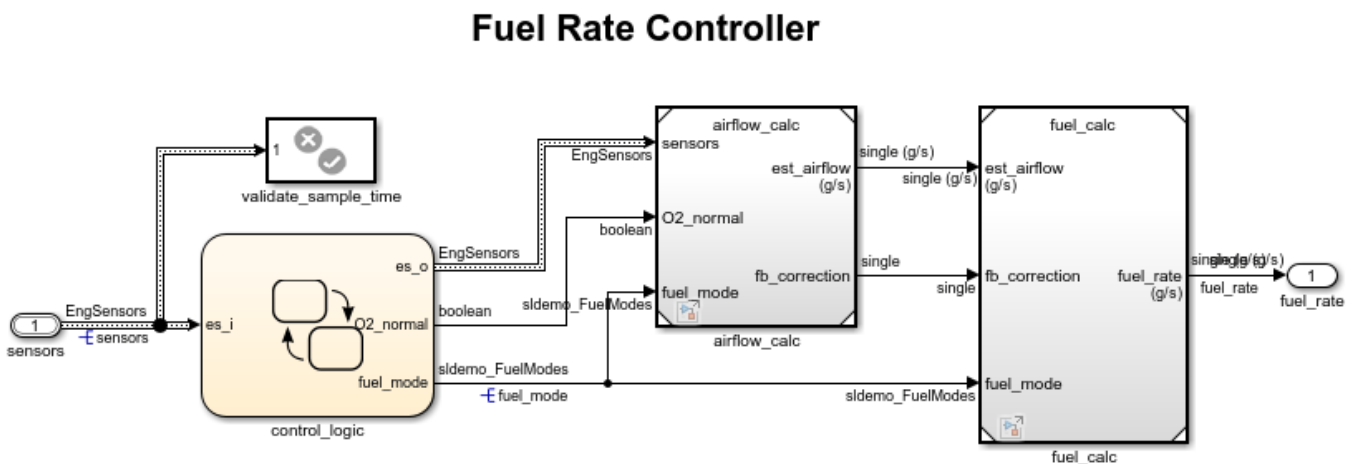 Fuel Rate Controller
1
validate_sample_time
EngSensors
1
sensors
sensors
es_i
es_o
O2_normal
fuel_mode
control_logic
EngSensors
boolean
sldemo_FuelModes
fuel_mode
EngSensors
boolean
sldemo_FuelModes
airflow_calc
sensors
O2_normal
fuel_mode
est_airflow
(g/s)
fb_correction
airflow_calc
single (g/s)
single (g/s)
single
single
sldemo_FuelModes
fuel_calc
est_airflow
(g/s)
fb_correction
fuel_mode
fuel_rate
(g/s)
fuel_calc
fuel_rate
1
fuel_rate